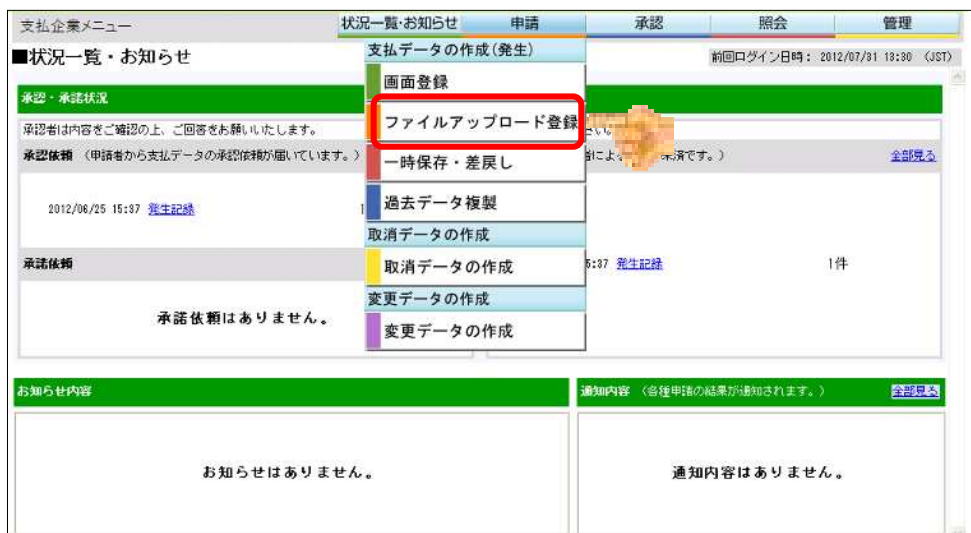 支払企業メニュー
状況一覧・お知らせ 申請 承認 照会 管理
■状況一覧・お知らせ
前回ログイン日時： 2012/07/31 13:30 (JST)
支払データの作成(発生)
画面登録
ファイルアップロード登録
一時保存・差戻し
過去データ複製
取消データの作成
取消データの作成
変更データの作成
変更データの作成
承認・承諾状況
承認者は内容をご確認の上、ご回答をお願いいたします。
さい。
承認依頼 （申請者から支払データの承認依頼が届いています。）
未済です。）
全部見る
2012/06/25 15:37 発生記録
1
承諾依頼
5:37 発生記録 1件
承諾依頼はありません。
お知らせ内容
通知内容 （各種申請の結果が通知されます。） 全部見る
お知らせはありません。
通知内容はありません。